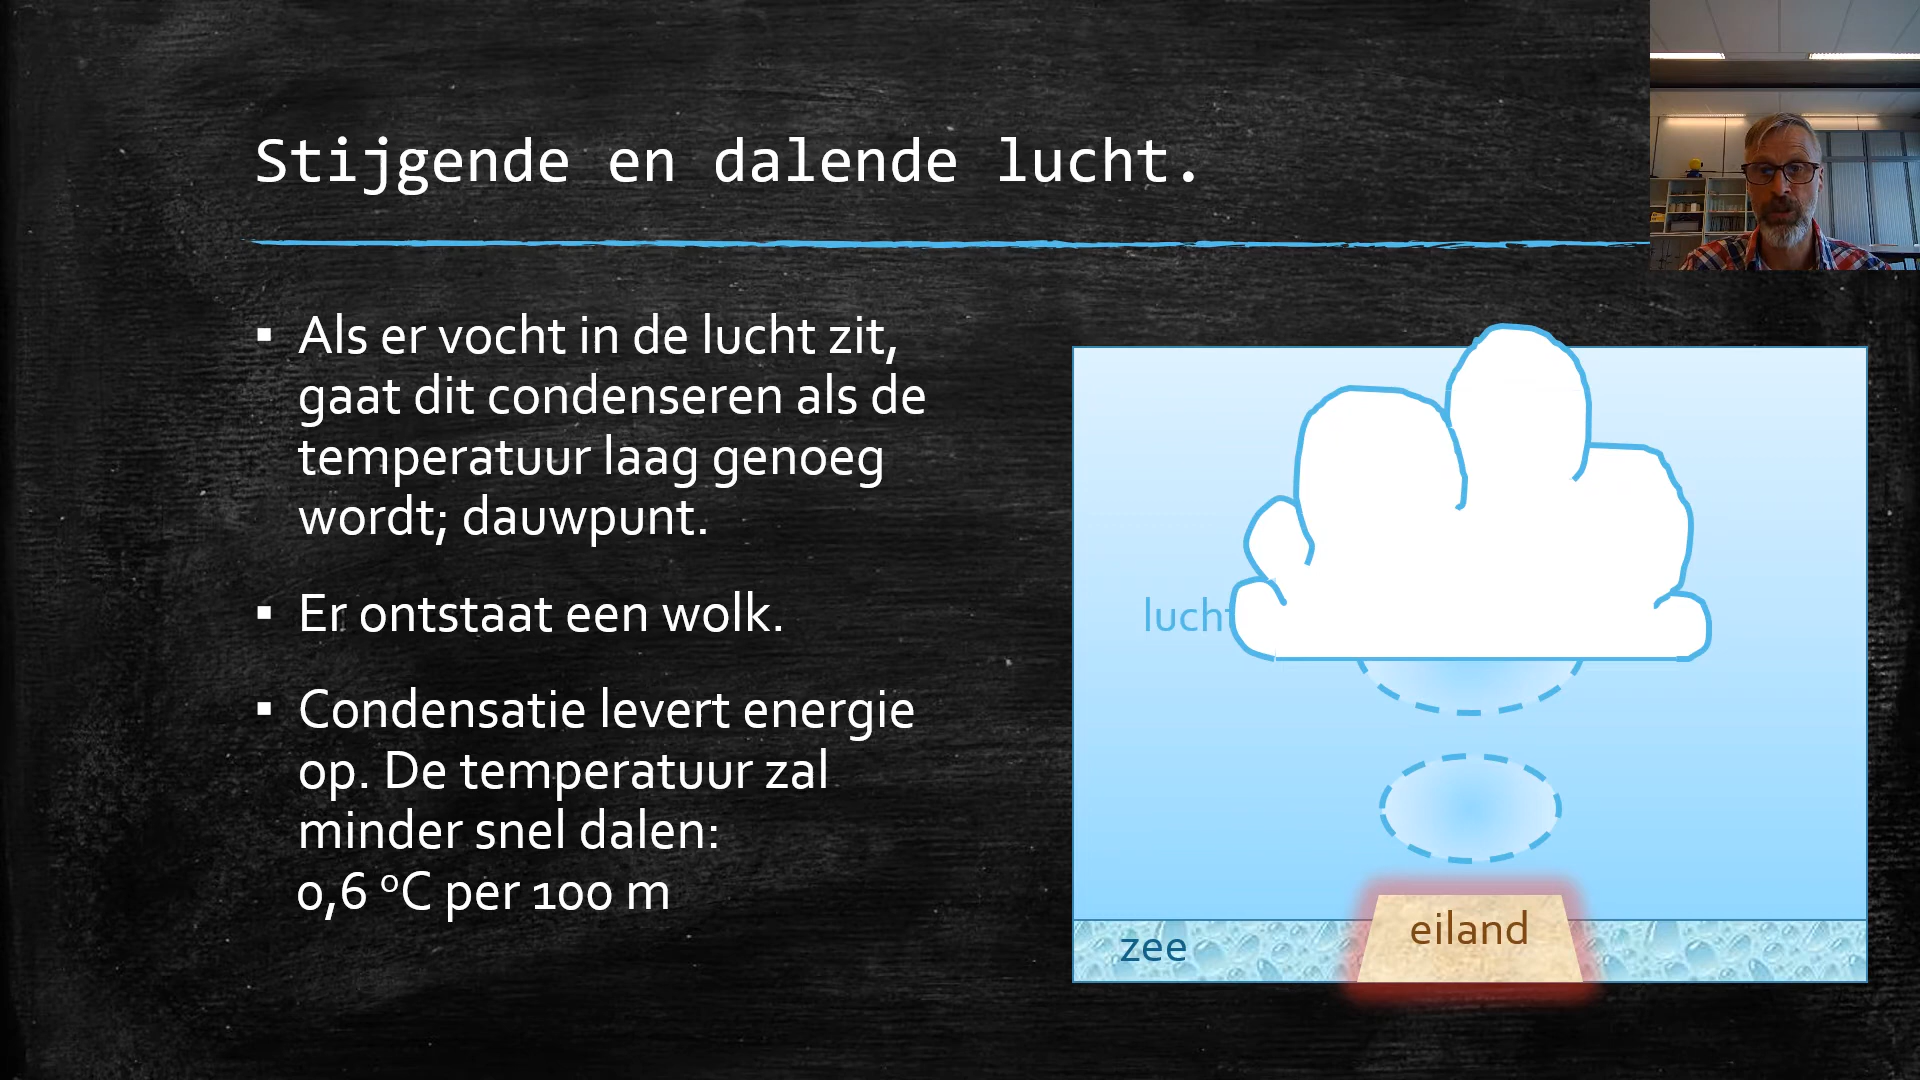 Stijgende en dalende lucht.
▪ Als er vocht in de lucht zit,
gaat dit condenseren als de
temperatuur laag genoeg
wordt; dauwpunt.
▪ Er ontstaat een wolk.
▪ Condensatie levert energie
op. De temperatuur zal
minder snel dalen:
0,6 ºC per 100 m
lucht
eiland
zee